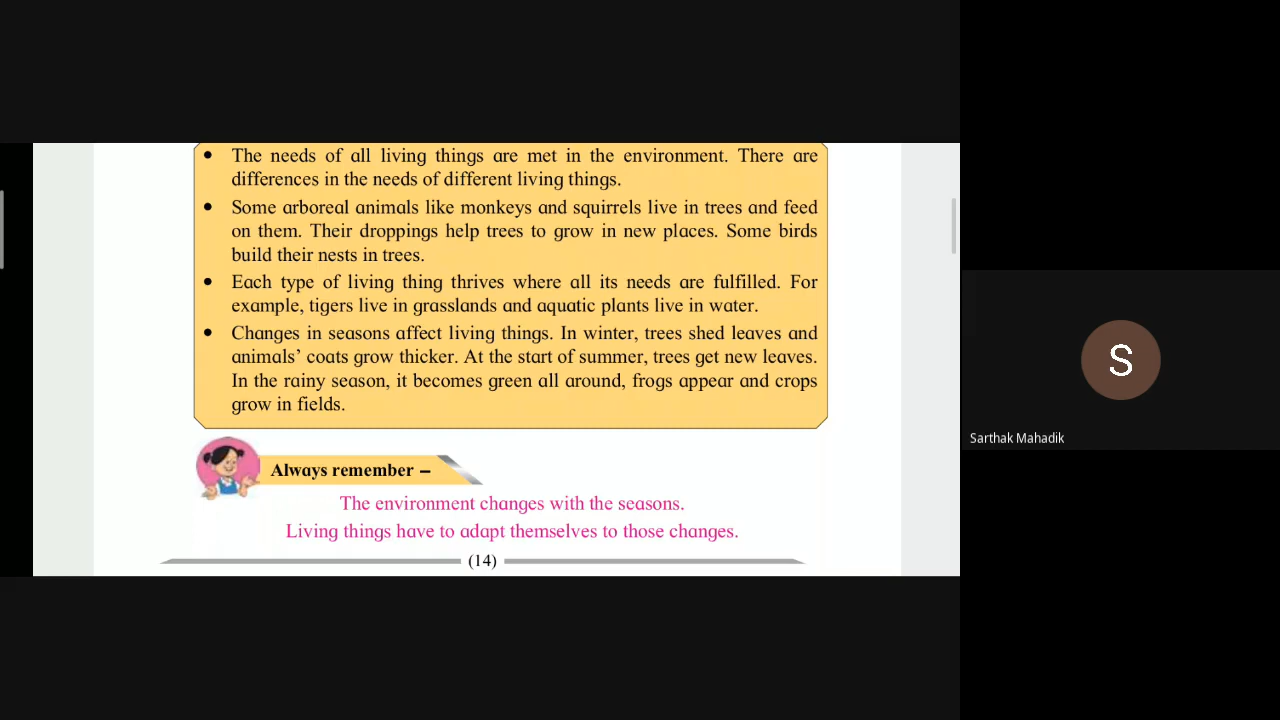 • The needs of all living things are met in the environment. There are
differences in the needs of different living things.
• Some arboreal animals like monkeys and squirrels live in trees and feed
on them. Their droppings help trees to grow in new places. Some birds
build their nests in trees.
• Each type of living thing thrives where all its needs are fulfilled. For
example, tigers live in grasslands and aquatic plants live in water.
• Changes in seasons affect living things. In winter, trees shed leaves and
animals’ coats grow thicker. At the start of summer, trees get new leaves.
In the rainy season, it becomes green all around, frogs appear and crops
grow in fields.
Always remember –
The environment changes with the seasons.
Living things have to adapt themselves to those changes.
(14)
S
Sarthak Mahadik